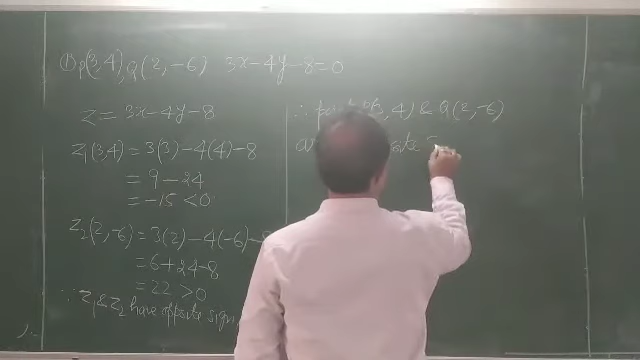 ① P(3,4), Q(2,-6) 3x-4y-8=0
Z = 3x-4y-8
Z₁(3,4) = 3(3)-4(4)-8
= 9-24
= -15 < 0
Z₂(2,-6) = 3(2)-4(-6)-8
= 6+24-8
= 22 > 0
∵ Z₁ & Z₂ have opposite sign
∴ ,4) & Q(2,-6)